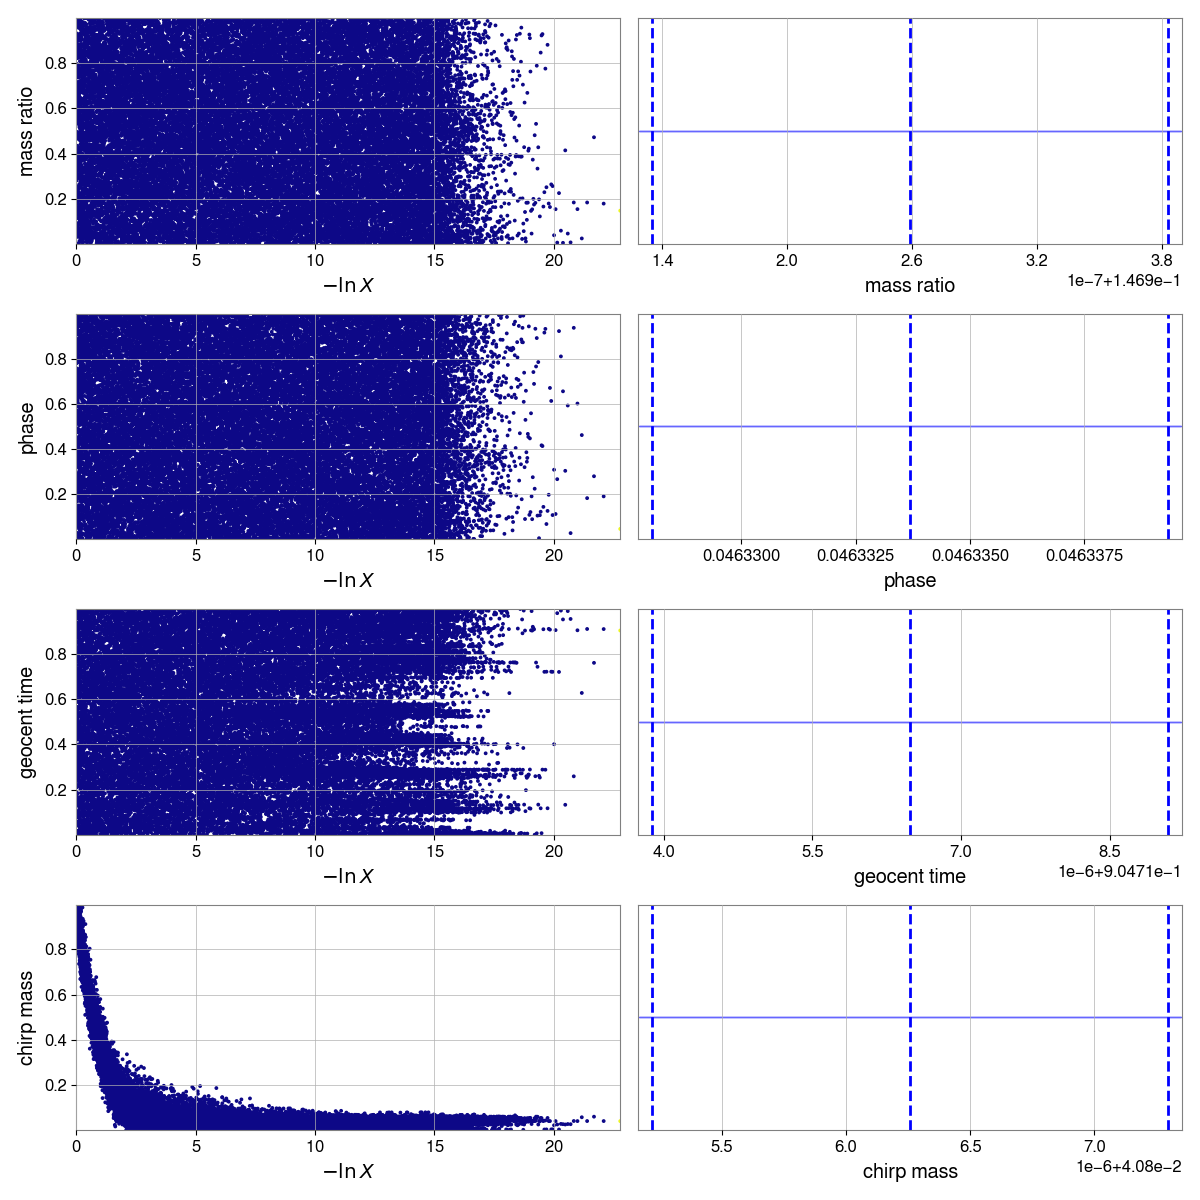 mass ratio
0.8
0.6
0.4
0.2
0 5 10 15 20
−ln X
1.4 2.0 2.6 3.2 3.8
1e−7+1.469e−1
mass ratio
phase
0.8
0.6
0.4
0.2
0 5 10 15 20
−ln X
0.0463300 0.0463325 0.0463350 0.0463375
phase
geocent time
0.8
0.6
0.4
0.2
0 5 10 15 20
−ln X
4.0 5.5 7.0 8.5
1e−6+9.0471e−1
geocent time
chirp mass
0.8
0.6
0.4
0.2
0 5 10 15 20
−ln X
5.5 6.0 6.5 7.0
1e−6+4.08e−2
chirp mass